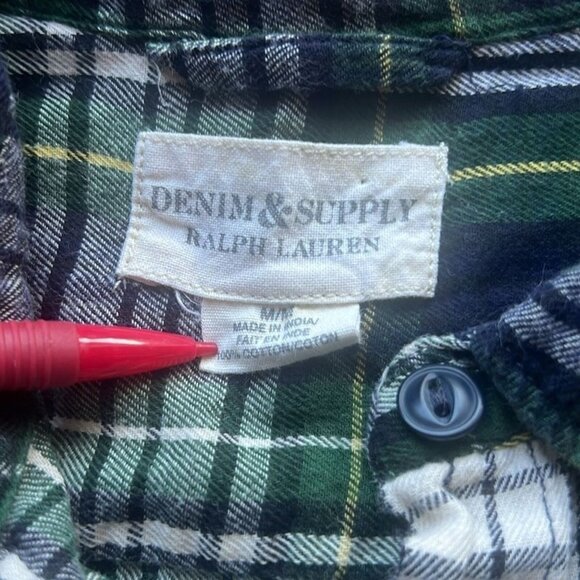 DENIM & SUPPLY
RALPH LAUREN
M/M
MADE IN INDIA/
FAIT EN INDE
100% COTTON/COTON